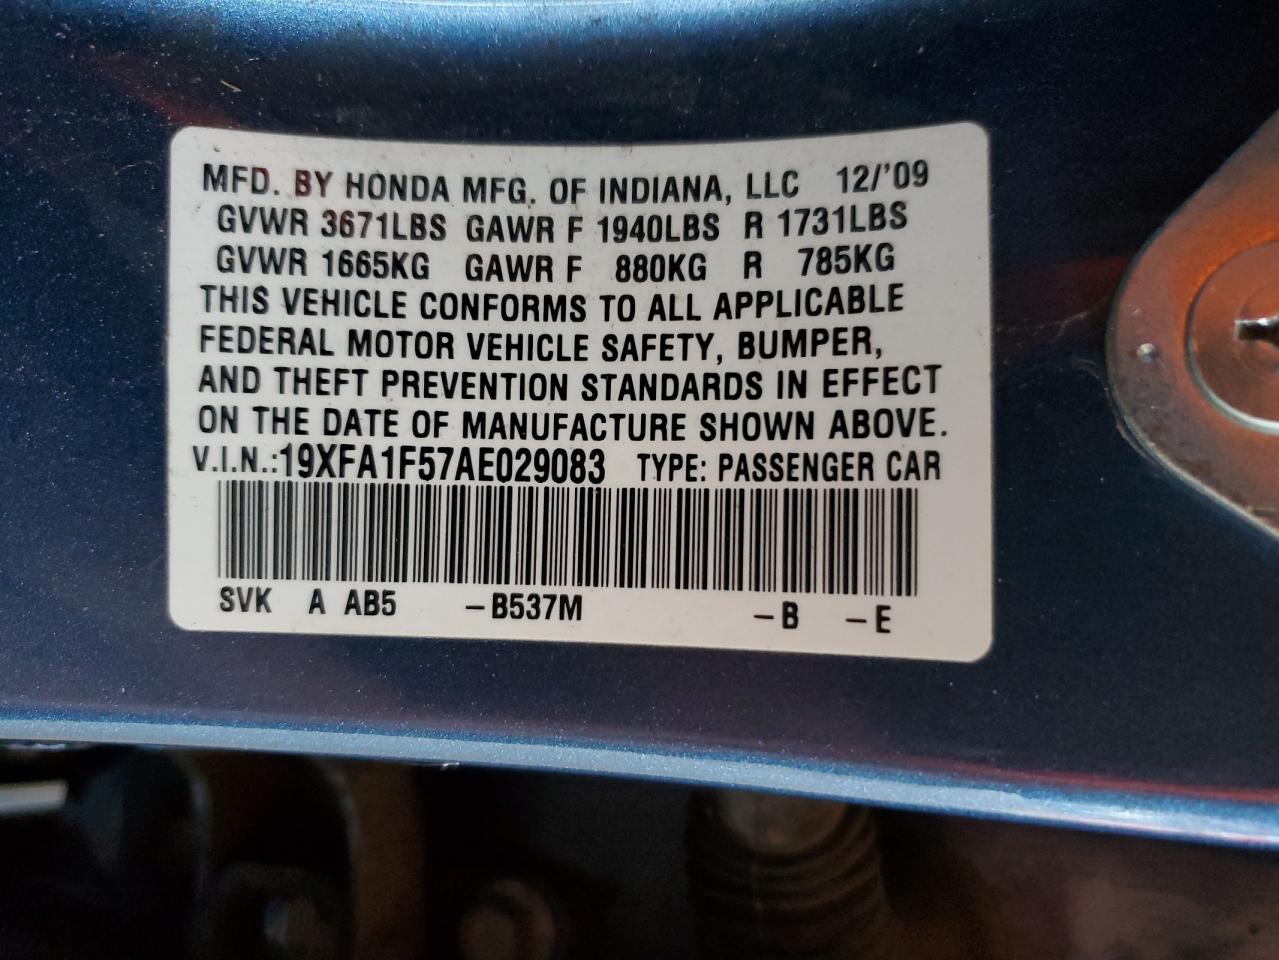 MFD. BY HONDA MFG. OF INDIANA, LLC 12/'09
GVWR 3671LBS GAWR F 1940LBS R 1731LBS
GVWR 1665KG GAWR F 880KG R 785KG
THIS VEHICLE CONFORMS TO ALL APPLICABLE
FEDERAL MOTOR VEHICLE SAFETY, BUMPER,
AND THEFT PREVENTION STANDARDS IN EFFECT
ON THE DATE OF MANUFACTURE SHOWN ABOVE.
V.I.N.:19XFA1F57AE029083 TYPE: PASSENGER CAR
SVK A AB5 -B537M -B -E